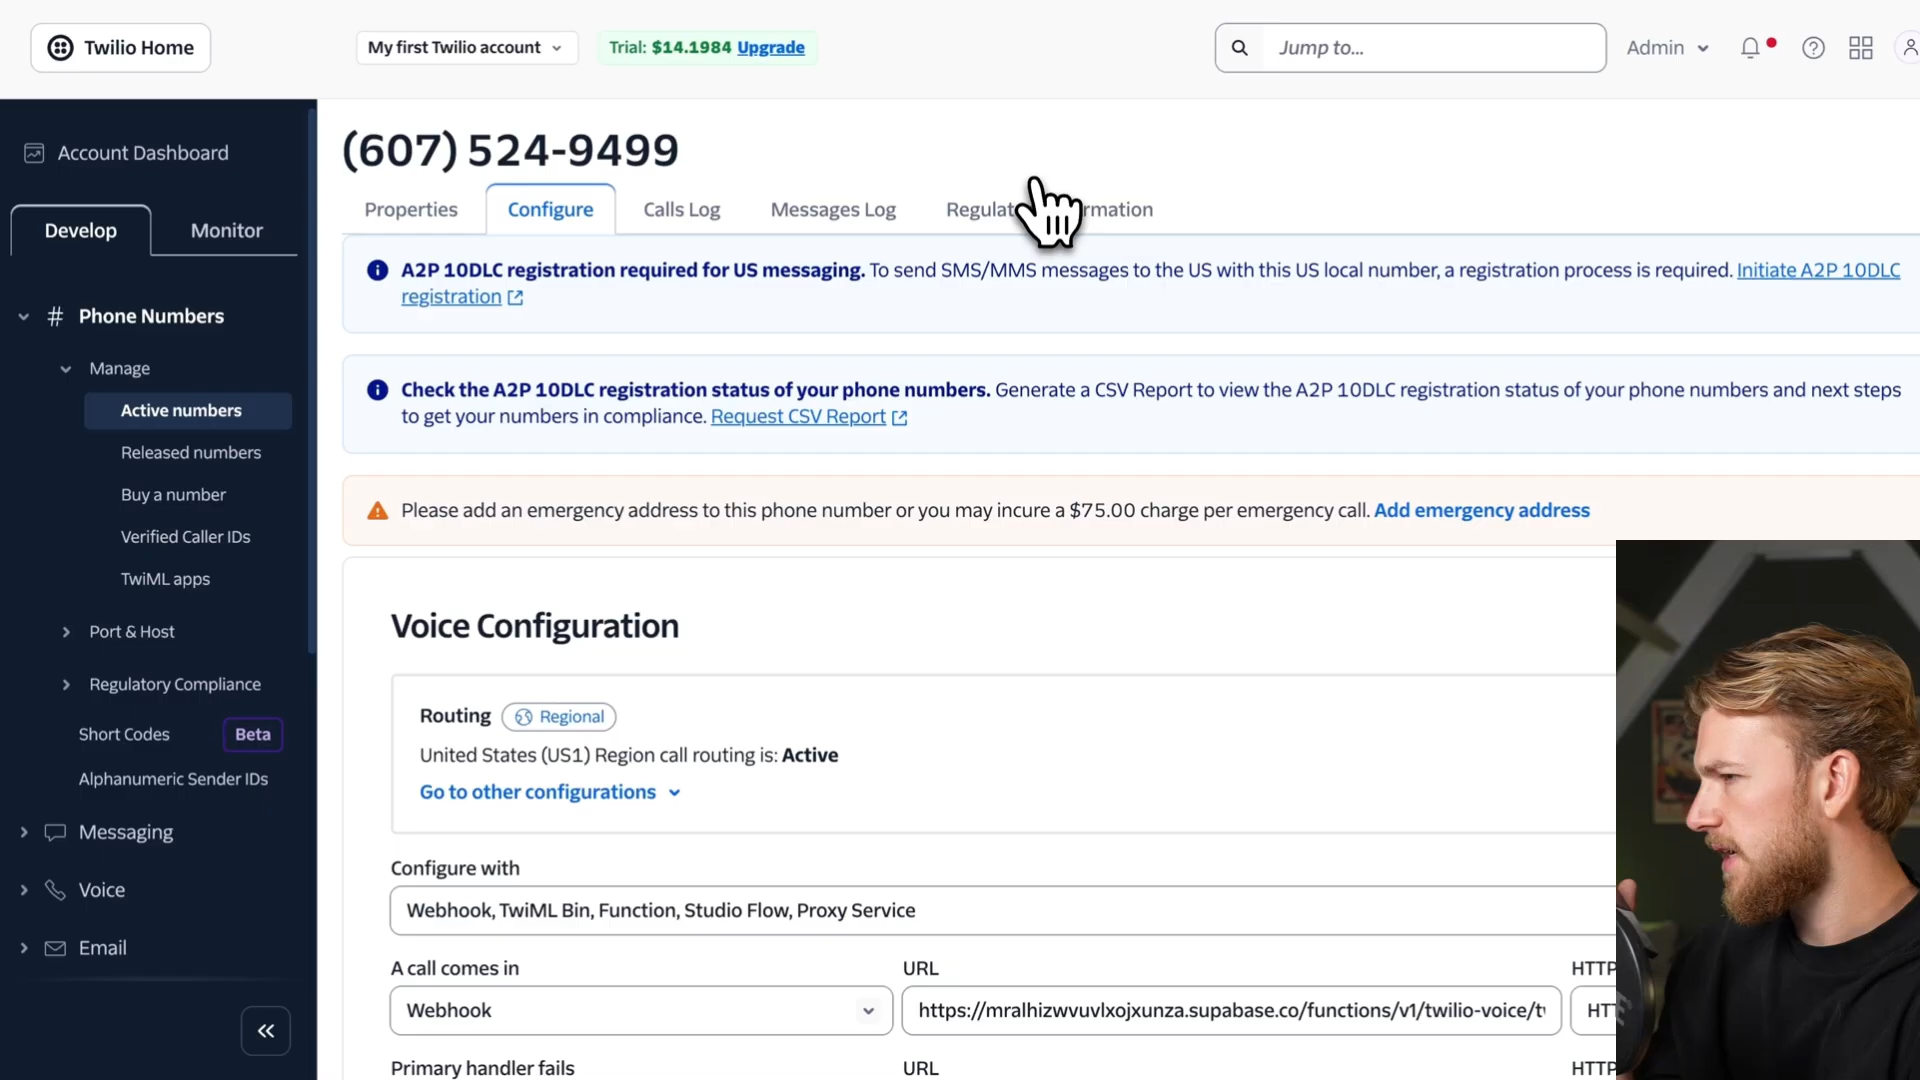 Twilio Home
My first Twilio account
Trial: $14.1984 Upgrade
Jump to...
Admin
Account Dashboard
Develop
Monitor
# Phone Numbers
Manage
Active numbers
Released numbers
Buy a number
Verified Caller IDs
TwiML apps
Port & Host
Regulatory Compliance
Short Codes
Beta
Alphanumeric Sender IDs
Messaging
Voice
Email
(607) 524-9499
Properties
Configure
Calls Log
Messages Log
A2P 10DLC registration required for US messaging. To send SMS/MMS messages to the US with this US local number, a registration process is required. Initiate A2P 10DLC
registration
Check the A2P 10DLC registration status of your phone numbers. Generate a CSV Report to view the A2P 10DLC registration status of your phone numbers and next steps
to get your numbers in compliance. Request CSV Report
Please add an emergency address to this phone number or you may incure a $75.00 charge per emergency call. Add emergency address
Voice Configuration
Routing
Regional
United States (US1) Region call routing is: Active
Go to other configurations
Configure with
Webhook, TwiML Bin, Function, Studio Flow, Proxy Service
A call comes in
URL
HTTP
Webhook
https://mralhizwvuvlxojxunza.supabase.co/functions/v1/twilio-voice/t
HT
Primary handler fails
URL
HTTP